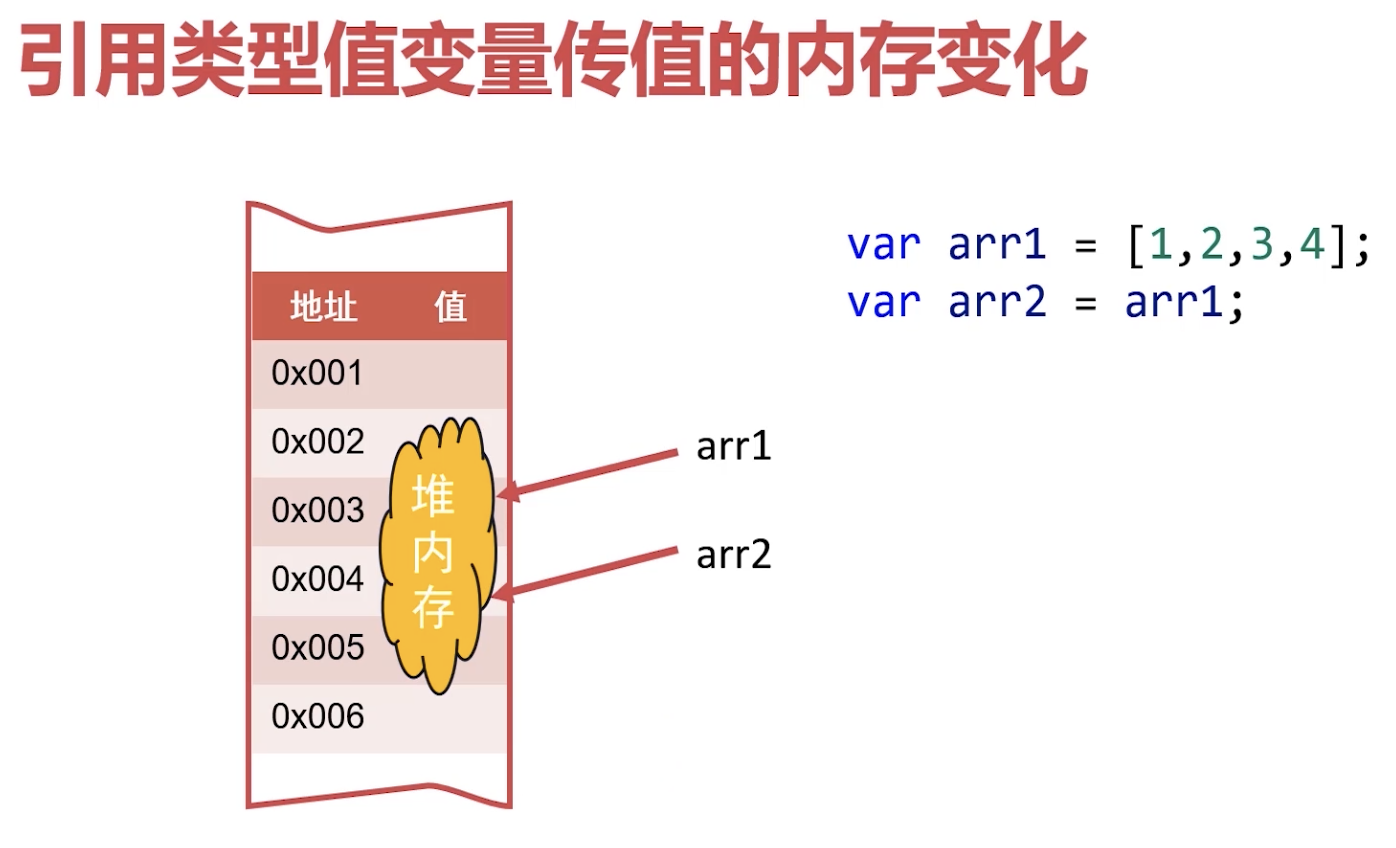 引用类型值变量传值的内存变化
var arr1 = [1,2,3,4];
var arr2 = arr1;
地址 值
0x001
0x002
0x003
0x004
0x005
0x006
堆
内
存
arr1
arr2